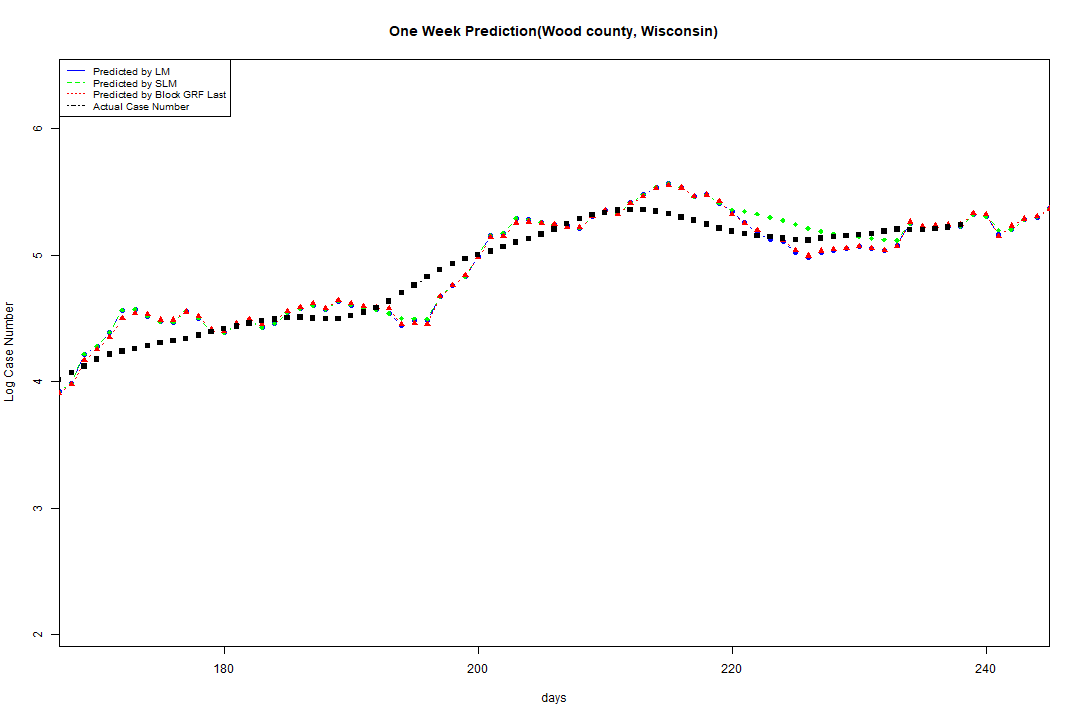 One Week Prediction(Wood county, Wisconsin)
Predicted by LM
Predicted by SLM
Predicted by Block GRF Last
Actual Case Number
6
5
4
3
2
Log Case Number
180 200 220 240
days